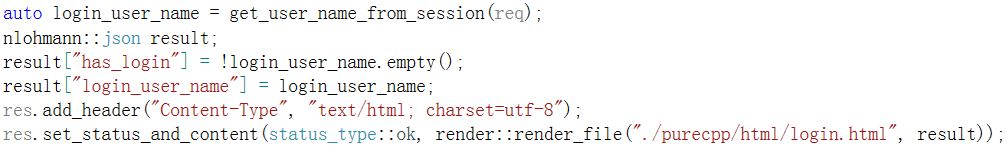 auto login_user_name = get_user_name_from_session(req);
nlohmann::json result;
result["has_login"] = !login_user_name.empty();
result["login_user_name"] = login_user_name;
res.add_header("Content-Type", "text/html; charset=utf-8");
res.set_status_and_content(status_type::ok, render::render_file("./purecpp/html/login.html", result));